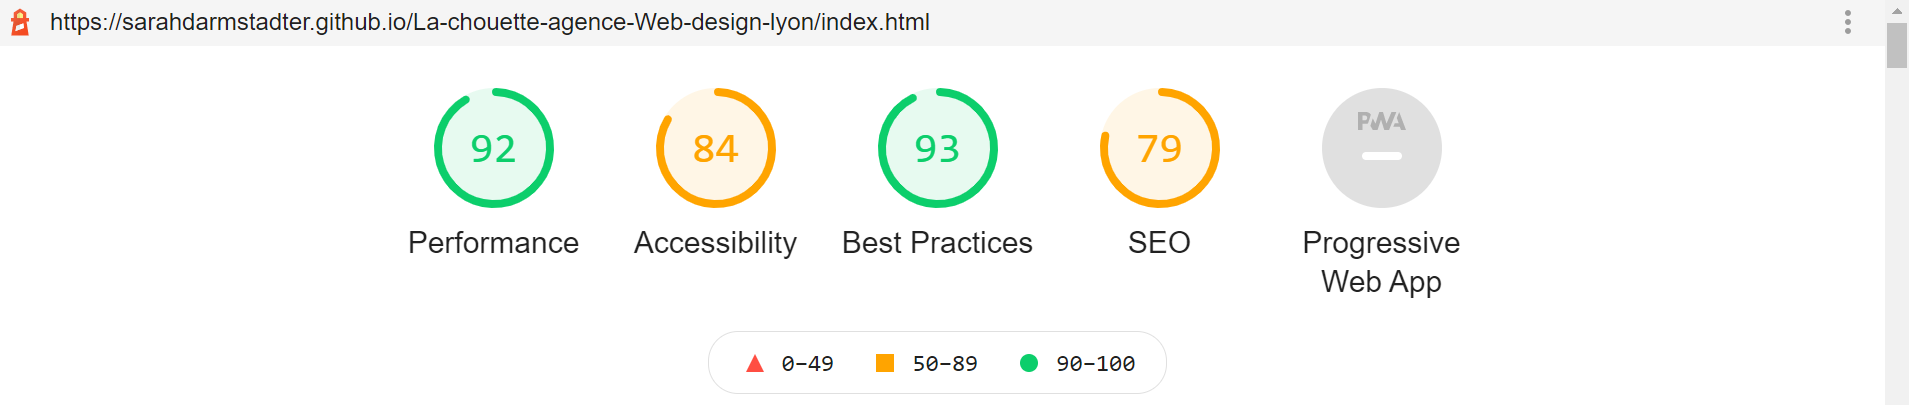 https://sarahdarmstadter.github.io/La-chouette-agence-Web-design-lyon/index.html
92 84 93 79 PWA
Performance Accessibility Best Practices SEO Progressive
Web App
0–49 50–89 90–100